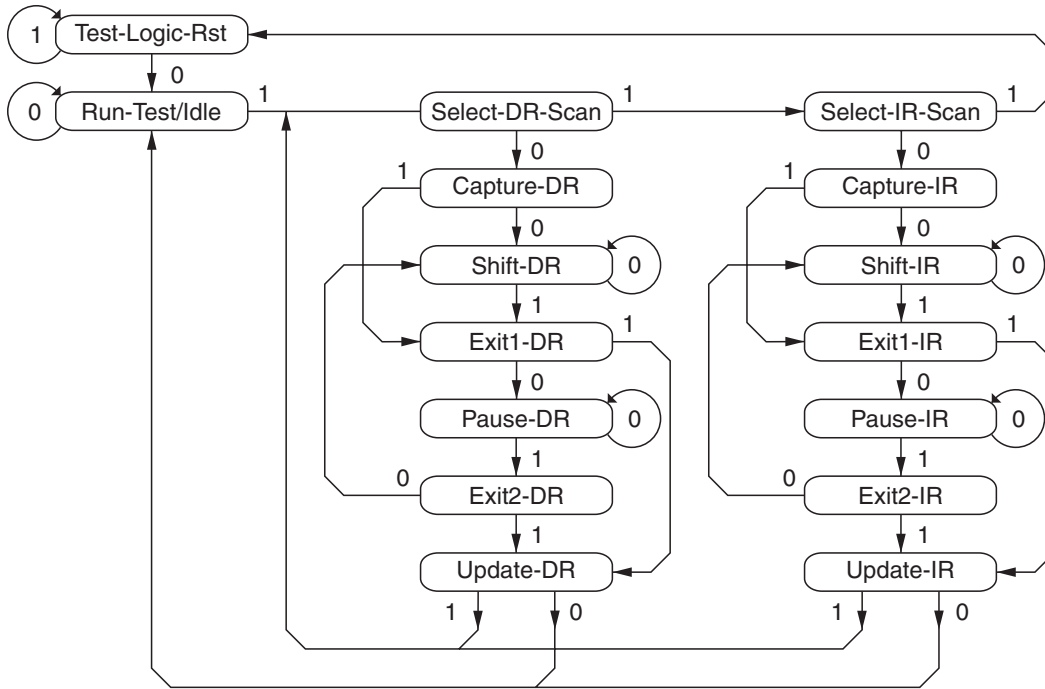 1 Test-Logic-Rst
0
0 Run-Test/Idle 1 Select-DR-Scan 1 Select-IR-Scan 1
0 0
1 Capture-DR 1 Capture-IR
0 0
Shift-DR 0 Shift-IR 0
1 1
Exit1-DR 1 Exit1-IR 1
0 0
Pause-DR 0 Pause-IR 0
1 1
0 Exit2-DR 0 Exit2-IR
1 1
Update-DR Update-IR
1 0 1 0